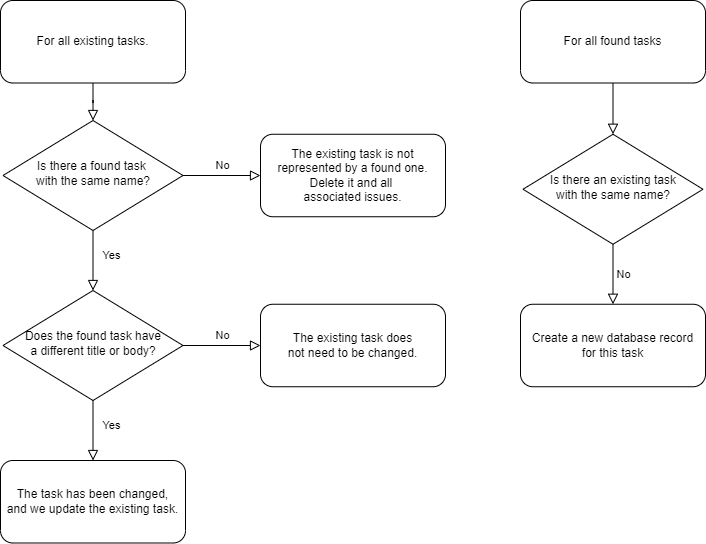 For all existing tasks.
Is there a found task
with the same name?
No
The existing task is not
represented by a found one.
Delete it and all
associated issues.
Yes
Does the found task have
a different title or body?
No
The existing task does
not need to be changed.
Yes
The task has been changed,
and we update the existing task.
For all found tasks
Is there an existing task
with the same name?
No
Create a new database record
for this task